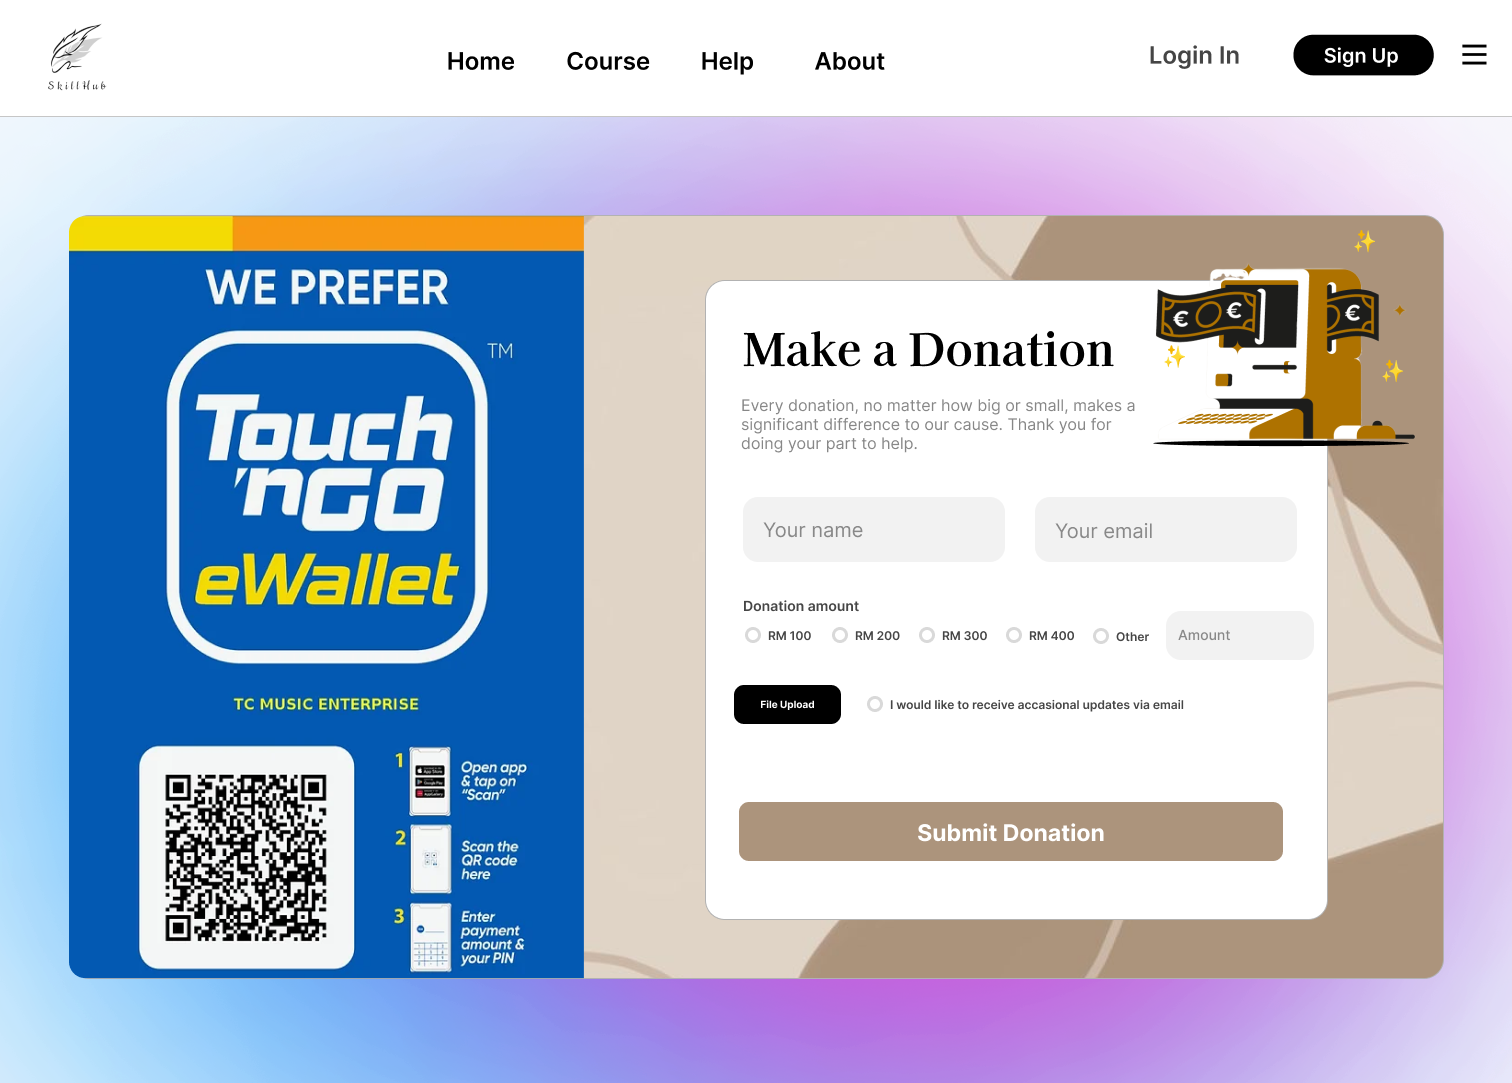 SkillHub
Home Course Help About
Login In
Sign Up
WE PREFER
TM
Touch
'nGO
eWallet
TC MUSIC ENTERPRISE
1
Open app
& tap on
“Scan”
2
Scan the
QR code
here
3
Enter
payment
amount &
your PIN
Make a Donation
Every donation, no matter how big or small, makes a
significant difference to our cause. Thank you for
doing your part to help.
Your name
Your email
Donation amount
RM 100
RM 200
RM 300
RM 400
Other
Amount
File Upload
I would like to receive accasional updates via email
Submit Donation
€ €
€